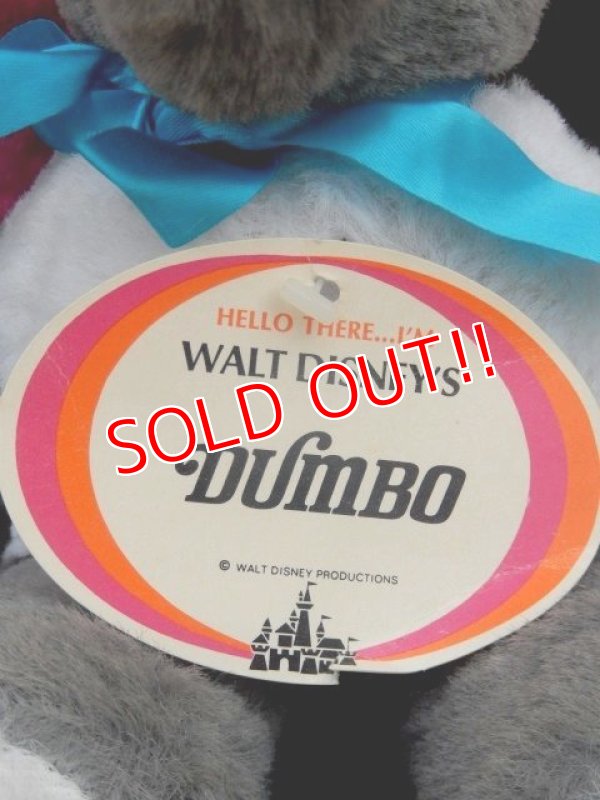 HELLO THERE...I'M
WALT DISNEY'S
SOLD OUT!!
DUMBO
© WALT DISNEY PRODUCTIONS